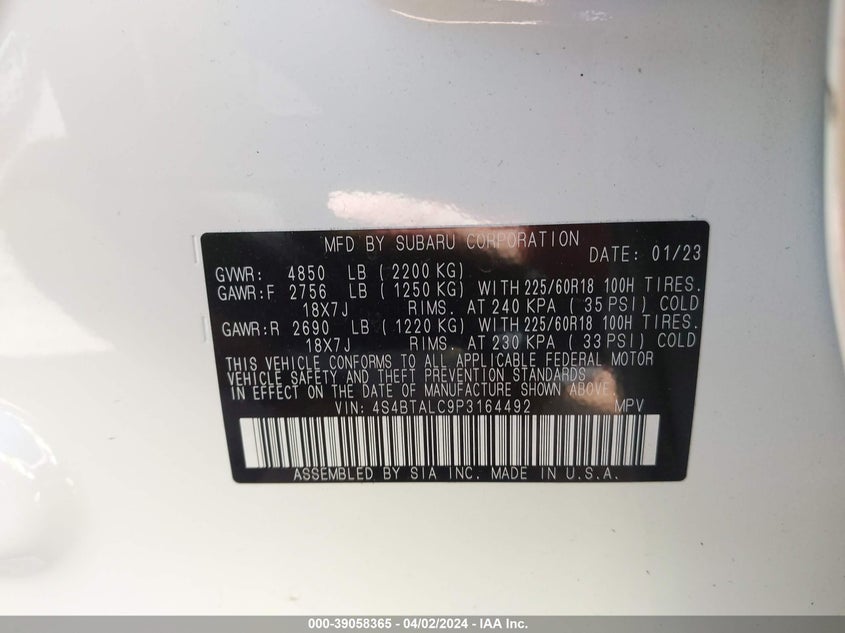 MFD BY SUBARU CORPORATION DATE: 01/23
GVWR: 4850 LB (2200 KG)
GAWR:F 2756 LB (1250 KG) WITH 225/60R18 100H TIRES.
18X7J RIMS. AT 240 KPA (35 PSI) COLD
GAWR:R 2690 LB (1220 KG) WITH 225/60R18 100H TIRES.
18X7J RIMS. AT 230 KPA (33 PSI) COLD
THIS VEHICLE CONFORMS TO ALL APPLICABLE FEDERAL MOTOR
VEHICLE SAFETY AND THEFT PREVENTION STANDARDS
IN EFFECT ON THE DATE OF MANUFACTURE SHOWN ABOVE.
VIN: 4S4BTALC9P3164492 MPV
ASSEMBLED BY SIA INC. MADE IN U.S.A.
000-39058365 - 04/02/2024 - IAA Inc.